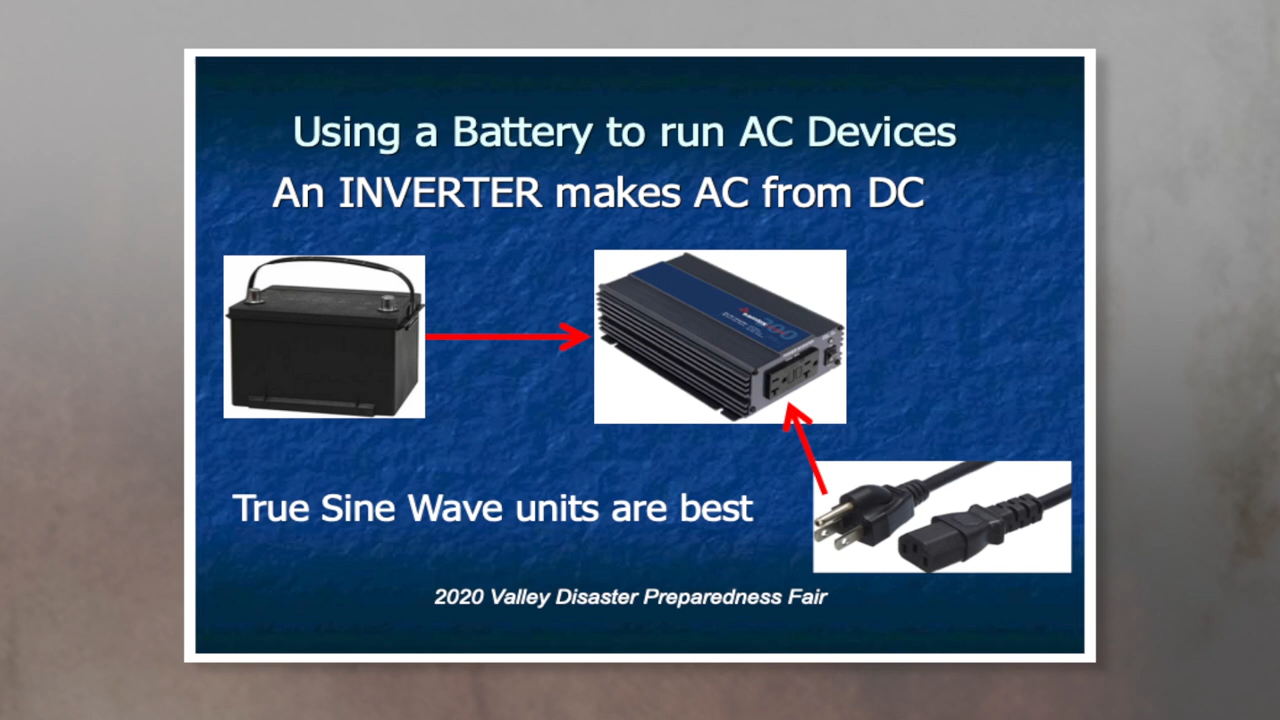 Using a Battery to run AC Devices
An INVERTER makes AC from DC
True Sine Wave units are best
2020 Valley Disaster Preparedness Fair